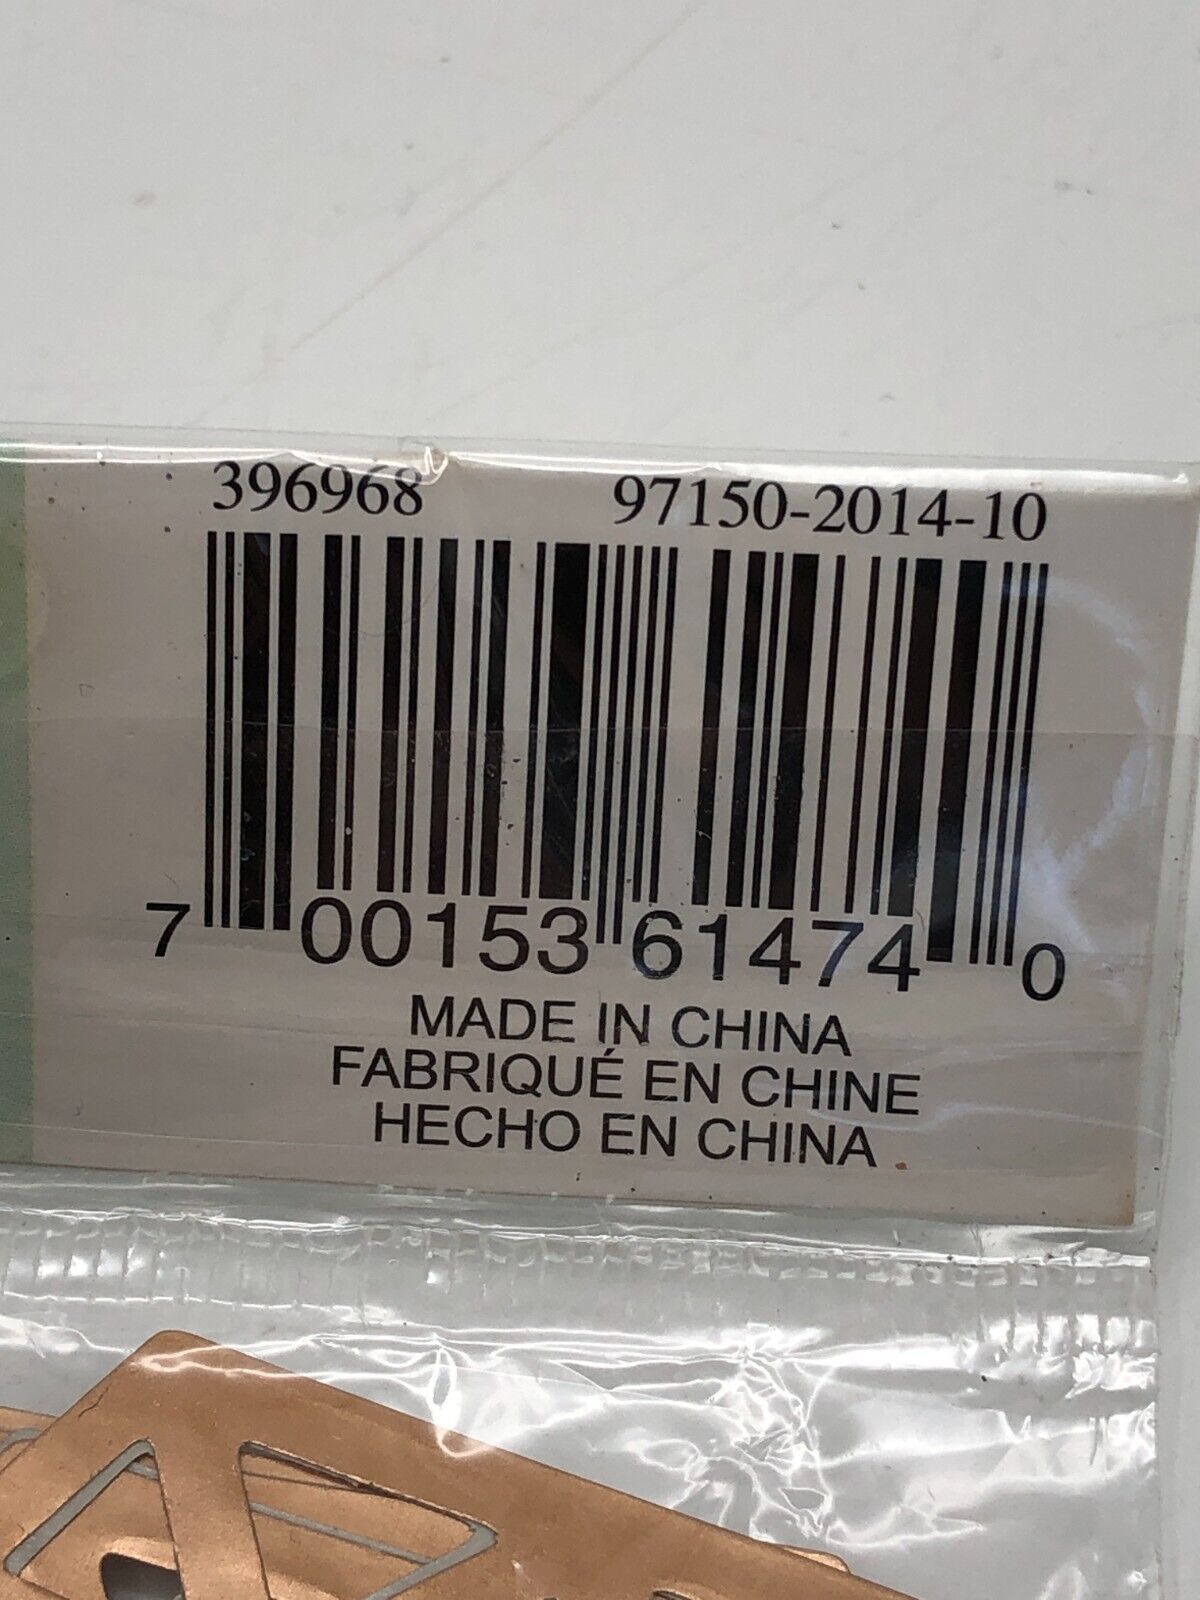 396968 97150-2014-10
7 00153 61474 0
MADE IN CHINA
FABRIQUÉ EN CHINE
HECHO EN CHINA